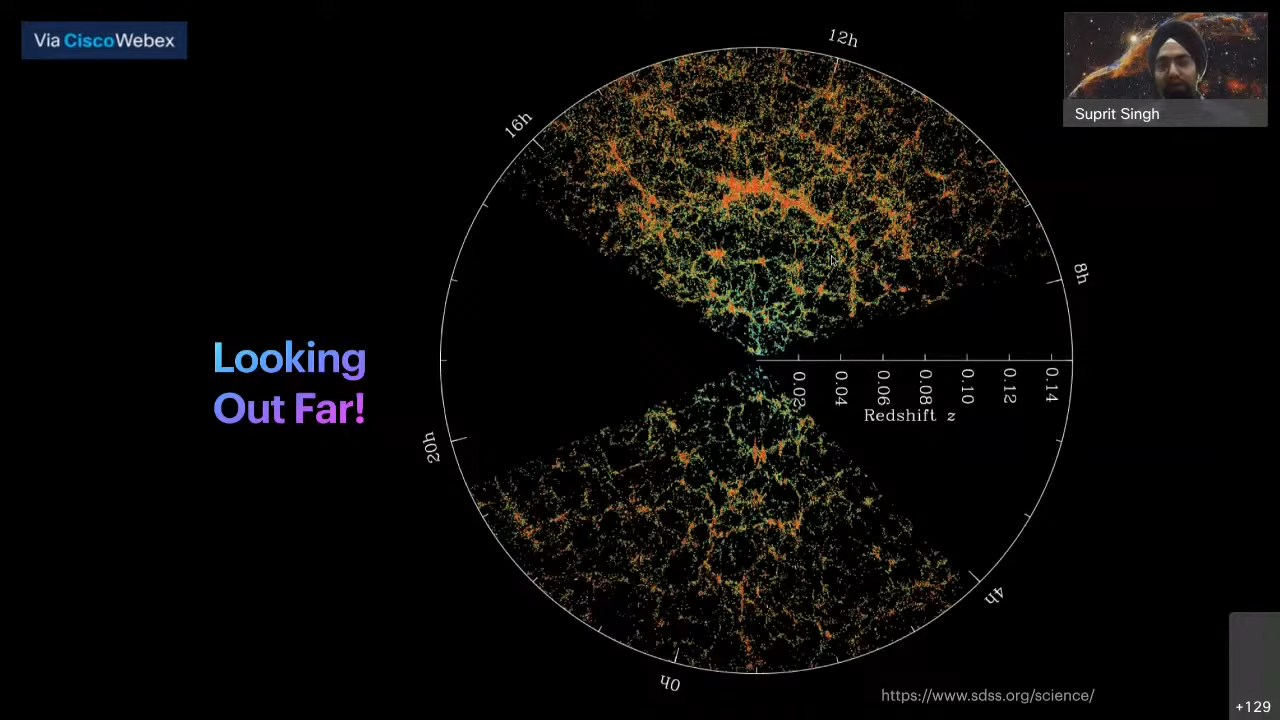 Via CiscoWebex
12h
Suprit Singh
16h
8h
Looking
Out Far!
0.02
0.04
0.06
0.08
0.10
0.12
0.14
Redshift z
20h
4h
0h
https://www.sdss.org/science/
+129